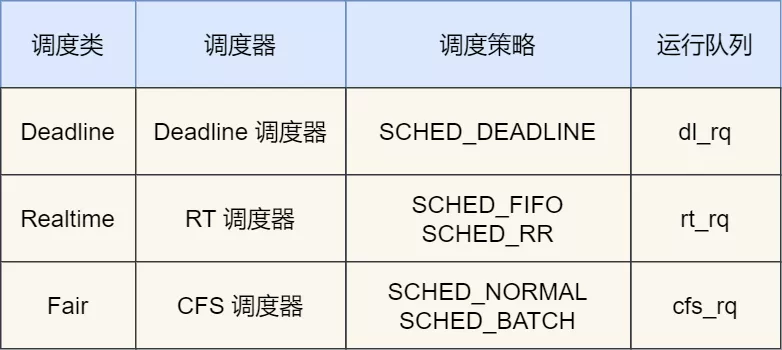 调度类 调度器 调度策略 运行队列
Deadline Deadline 调度器 SCHED_DEADLINE dl_rq
Realtime RT 调度器 SCHED_FIFO
SCHED_RR rt_rq
Fair CFS 调度器 SCHED_NORMAL
SCHED_BATCH cfs_rq